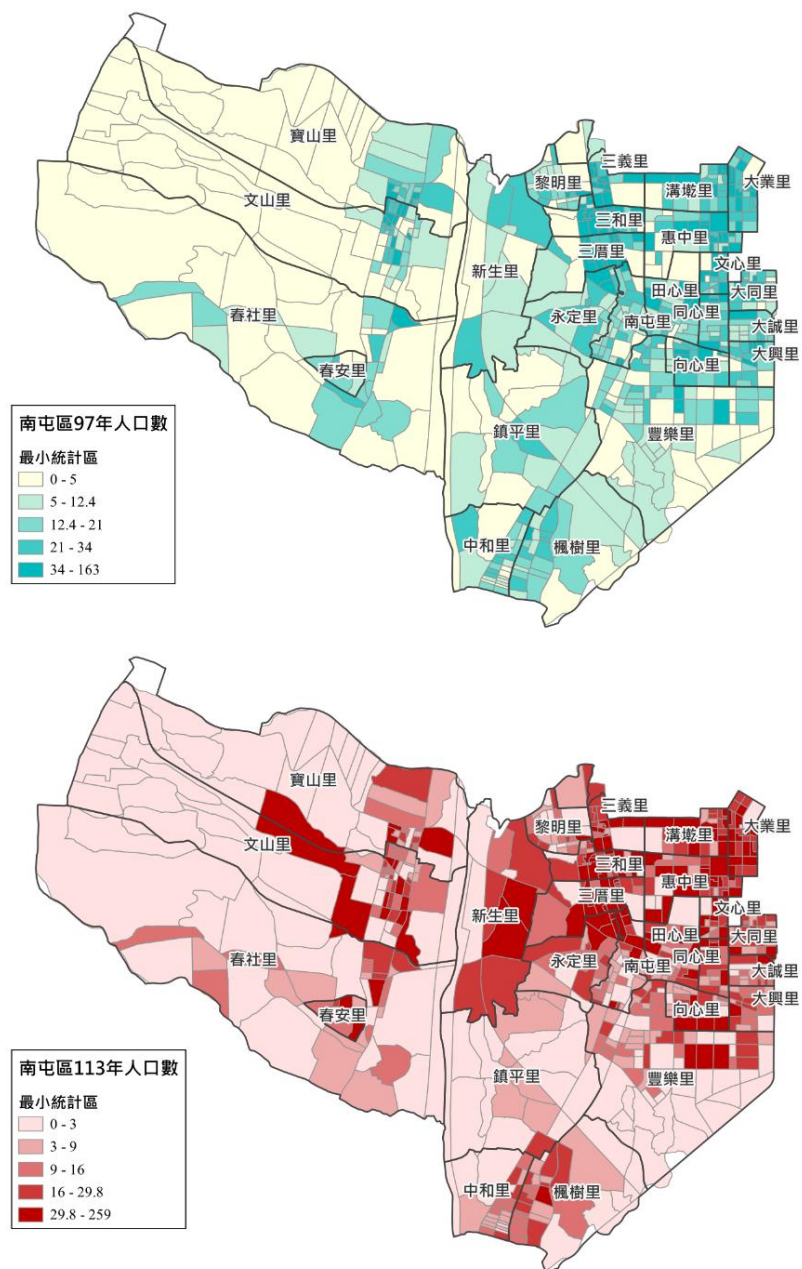 寶山里
文山里
三義里
大業里
黎明里
溝墘里
三和里
惠中里
三厝里
文心里
新生里
田心里
大同里
春社里
永定里
同心里
南屯里
大誠里
大興里
春安里
向心里
鎮平里
豐樂里
中和里
楓樹里
南屯區97年人口數
最小統計區
0 - 5
5 - 12.4
12.4 - 21
21 - 34
34 - 163
寶山里
文山里
三義里
大業里
黎明里
溝墘里
三和里
惠中里
三厝里
文心里
新生里
田心里
大同里
春社里
永定里
同心里
南屯里
大誠里
大興里
春安里
向心里
鎮平里
豐樂里
中和里
楓樹里
南屯區113年人口數
最小統計區
0 - 3
3 - 9
9 - 16
16 - 29.8
29.8 - 259